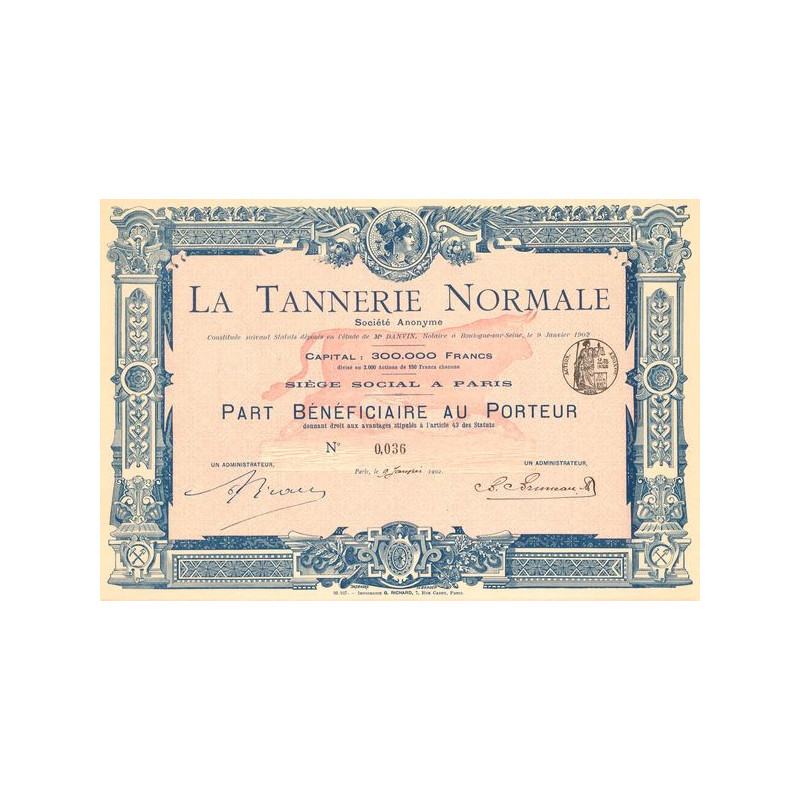 LA TANNERIE NORMALE
Société Anonyme
Constituée suivant Statuts déposés en l'étude de Me DANVIN, Notaire à Boulogne-sur-Seine, le 9 Janvier 1902
CAPITAL : 300.000 FRANCS
divisé en 3.000 Actions de 100 Francs chacune
SIÈGE SOCIAL A PARIS
PART BÉNÉFICIAIRE AU PORTEUR
donnant droit aux avantages stipulés à l'article 43 des Statuts
No 0,036
Paris, le 9 Janvier 1902.
UN ADMINISTRATEUR,
UN ADMINISTRATEUR,
IMPRIMERIE G. RICHARD, 7, RUE CADET, PARIS.